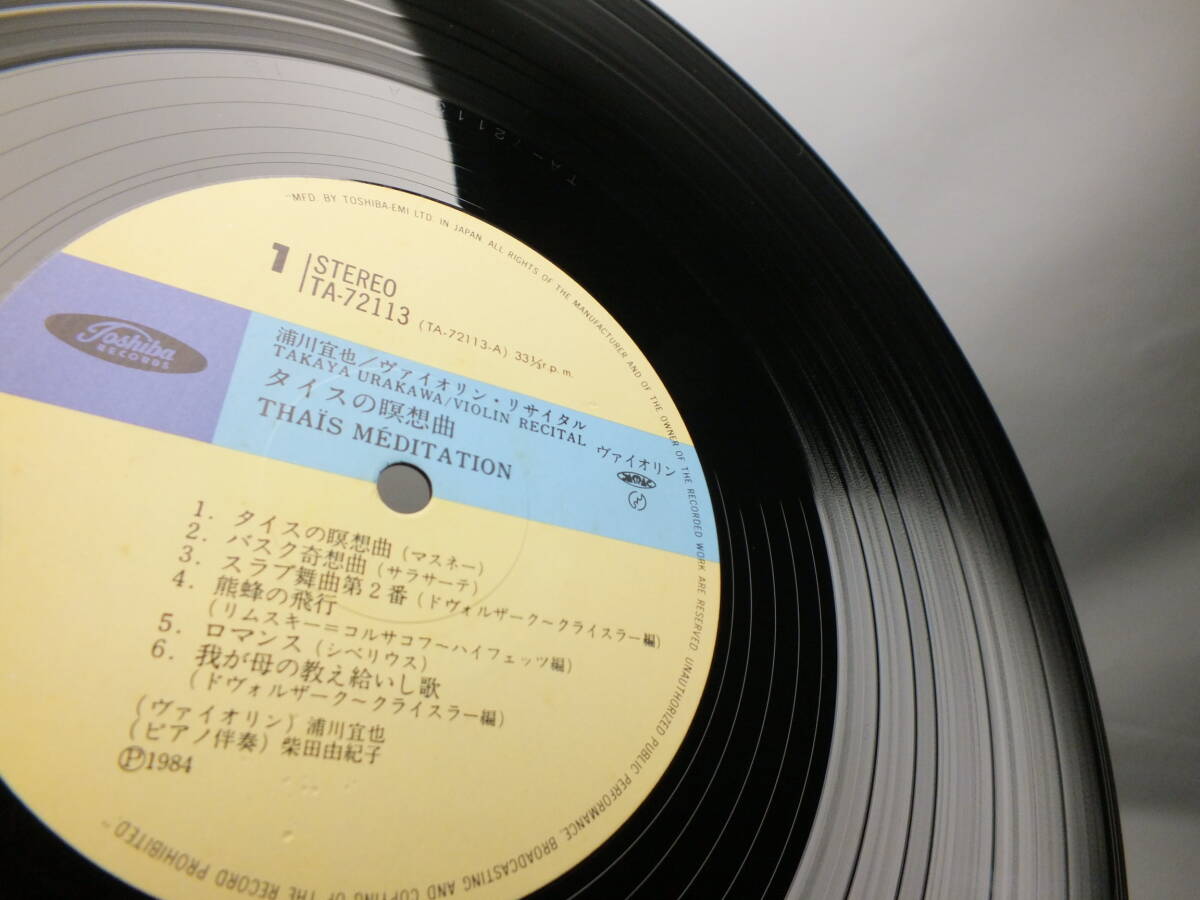 "MFD. BY TOSHIBA-EMI LTD. IN JAPAN. ALL RIGHTS OF THE MANUFACTURER AND OF THE OWNER OF THE RECORDED WORK ARE RESERVED. UNAUTHORIZED PUBLIC PERFORMANCE, BROADCASTING AND COPYING OF THE RECORD PROHIBITED."
1
STEREO
TA-72113
(TA-72113-A) 33⅓r.p.m.
Toshiba
RECORDS
浦川宜也/ヴァイオリン・リサイタル
TAKAYA URAKAWA/VIOLIN RECITAL
ヴァイオリン
タイスの瞑想曲
THAÏS MÉDITATION
1. タイスの瞑想曲(マスネー)
2. バスク奇想曲(サラサーテ)
3. スラブ舞曲第2番(ドヴォルザーク~クライスラー編)
4. 熊蜂の飛行
(リムスキー=コルサコフ~ハイフェッツ編)
5. ロマンス(シベリウス)
6. 我が母の教え給いし歌
(ドヴォルザーク~クライスラー編)
(ヴァイオリン)浦川宜也
(ピアノ伴奏)柴田由紀子
Ⓟ1984